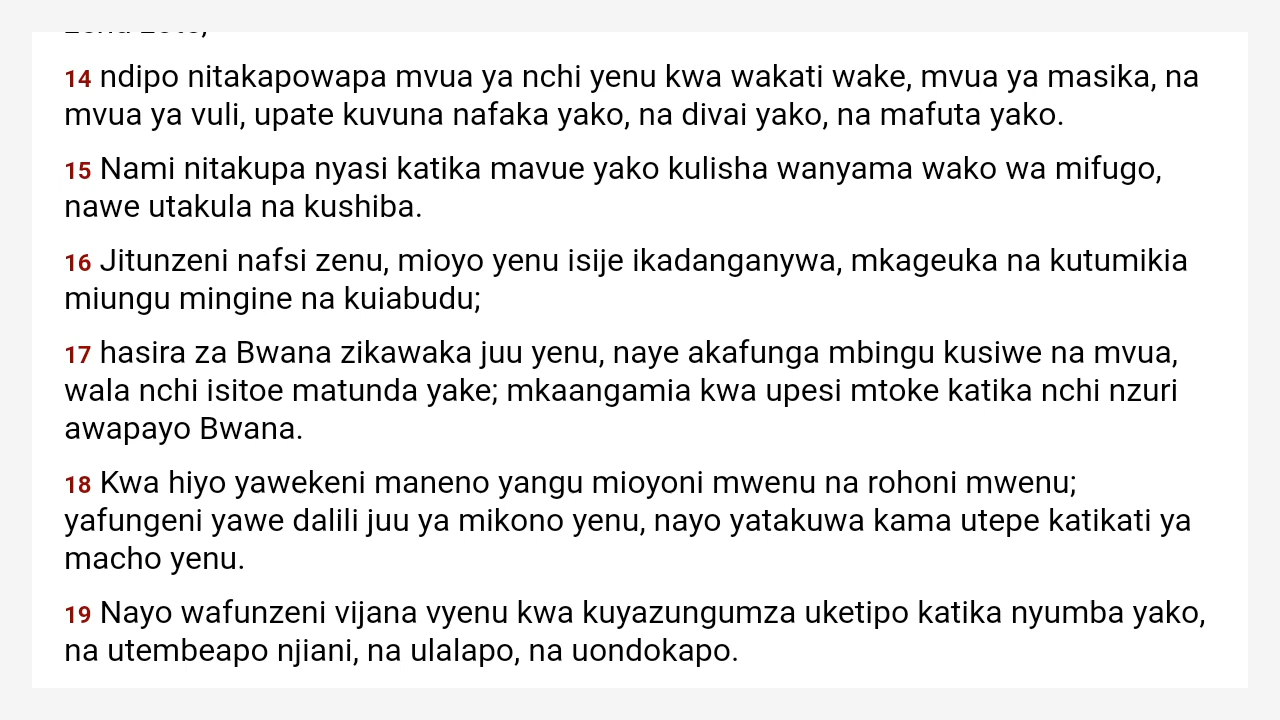 14 ndipo nitakapowapa mvua ya nchi yenu kwa wakati wake, mvua ya masika, na
mvua ya vuli, upate kuvuna nafaka yako, na divai yako, na mafuta yako.
15 Nami nitakupa nyasi katika mavue yako kulisha wanyama wako wa mifugo,
nawe utakula na kushiba.
16 Jitunzeni nafsi zenu, mioyo yenu isije ikadanganywa, mkageuka na kutumikia
miungu mingine na kuiabudu;
17 hasira za Bwana zikawaka juu yenu, naye akafunga mbingu kusiwe na mvua,
wala nchi isitoe matunda yake; mkaangamia kwa upesi mtoke katika nchi nzuri
awapayo Bwana.
18 Kwa hiyo yawekeni maneno yangu mioyoni mwenu na rohoni mwenu;
yafungeni yawe dalili juu ya mikono yenu, nayo yatakuwa kama utepe katikati ya
macho yenu.
19 Nayo wafunzeni vijana vyenu kwa kuyazungumza uketipo katika nyumba yako,
na utembeapo njiani, na ulalapo, na uondokapo.